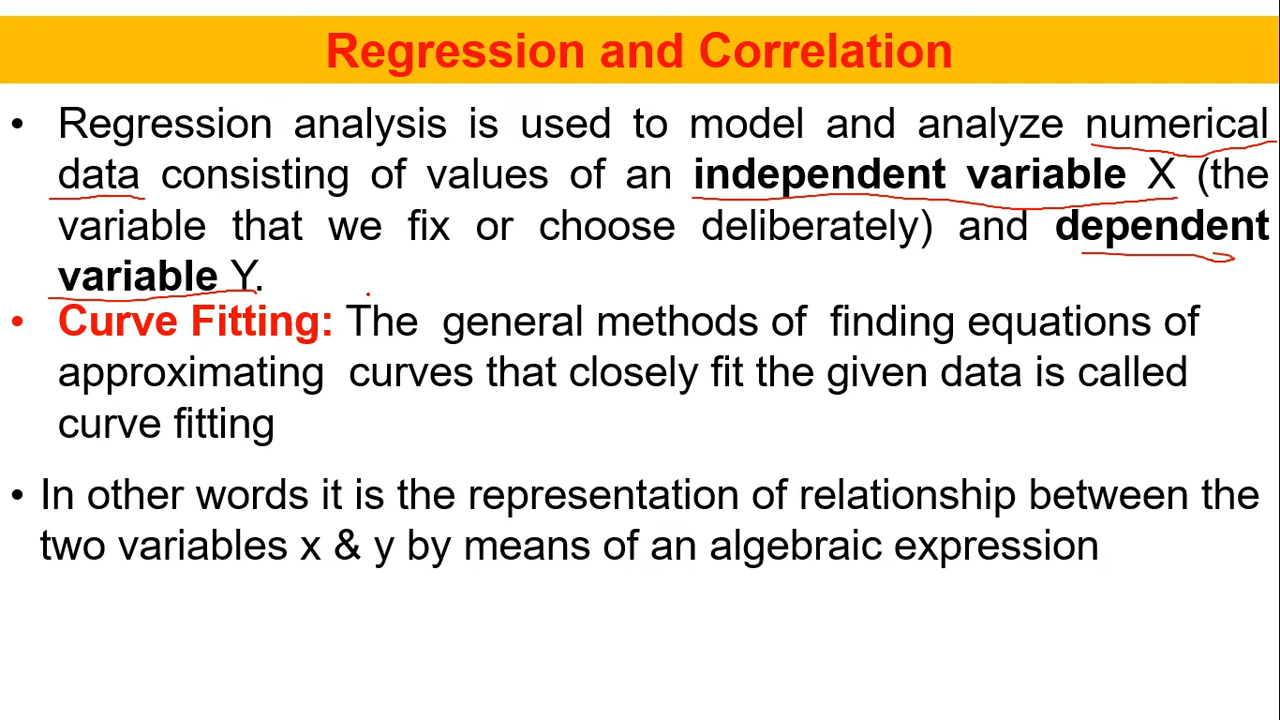 Regression and Correlation
• Regression analysis is used to model and analyze numerical
data consisting of values of an independent variable X (the
variable that we fix or choose deliberately) and dependent
variable Y.
• Curve Fitting: The general methods of finding equations of
approximating curves that closely fit the given data is called
curve fitting
• In other words it is the representation of relationship between the
two variables x & y by means of an algebraic expression